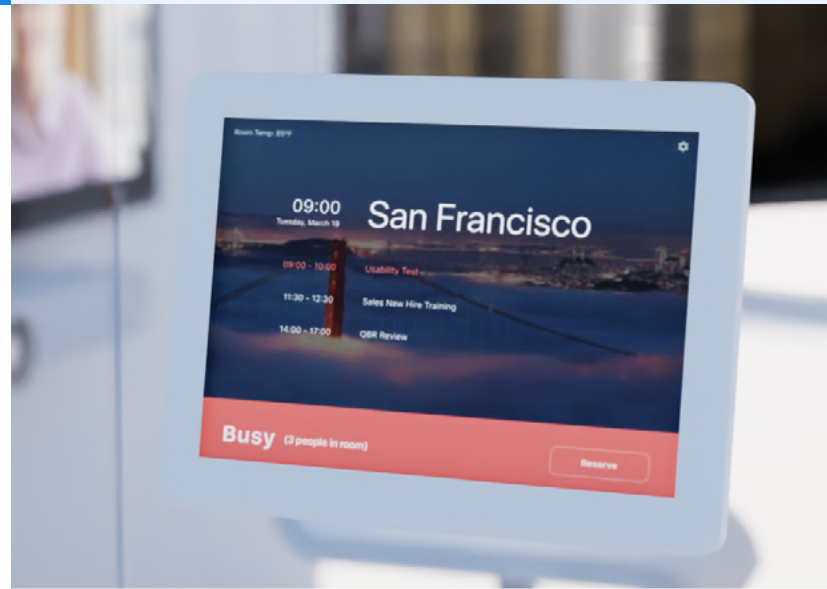 Room Temp: 85°F
09:00
Tuesday, March 19
San Francisco
09:00 - 10:00 Usability Test
11:30 - 12:30 Sales New Hire Training
14:00 - 17:00 QBR Review
Busy (3 people in room)
Reserve